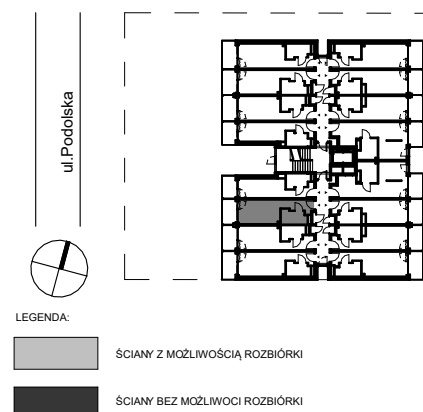 ul.Podolska
LEGENDA:
ŚCIANY Z MOŻLIWOŚCIĄ ROZBIÓRKI
ŚCIANY BEZ MOŻLIWOCI ROZBIÓRKI